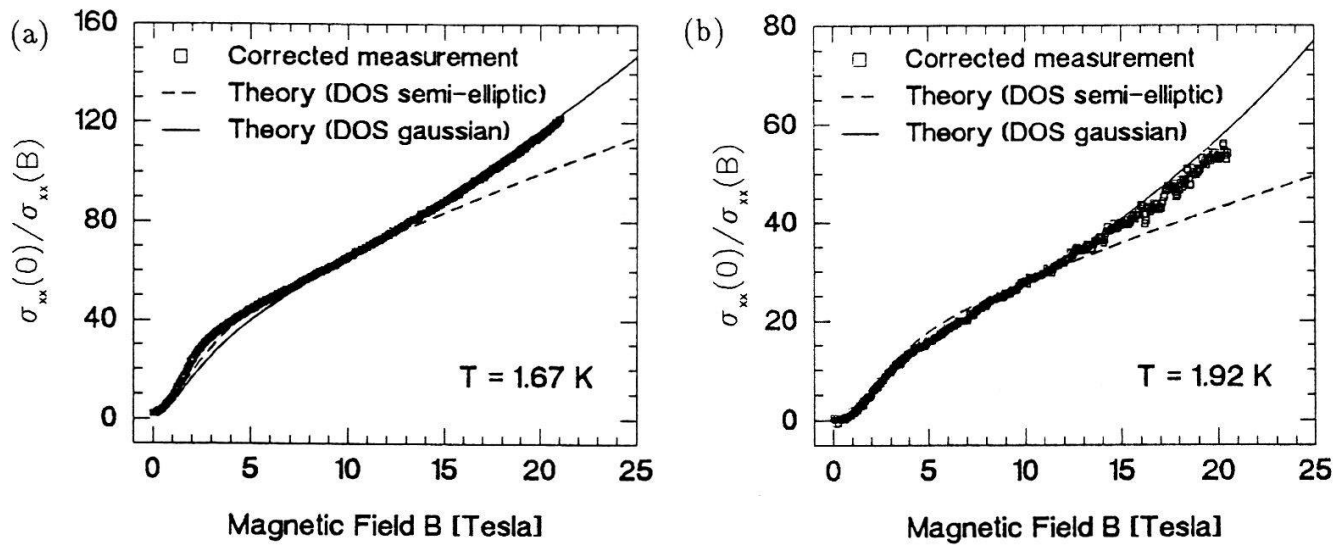 (a)
160
120
80
40
0
σxx(0)/σxx(B)
Corrected measurement
Theory (DOS semi-elliptic)
Theory (DOS gaussian)
T = 1.67 K
0 5 10 15 20 25
Magnetic Field B [Tesla]
(b)
80
60
40
20
0
σxx(0)/σxx(B)
Corrected measurement
Theory (DOS semi-elliptic)
Theory (DOS gaussian)
T = 1.92 K
0 5 10 15 20 25
Magnetic Field B [Tesla]